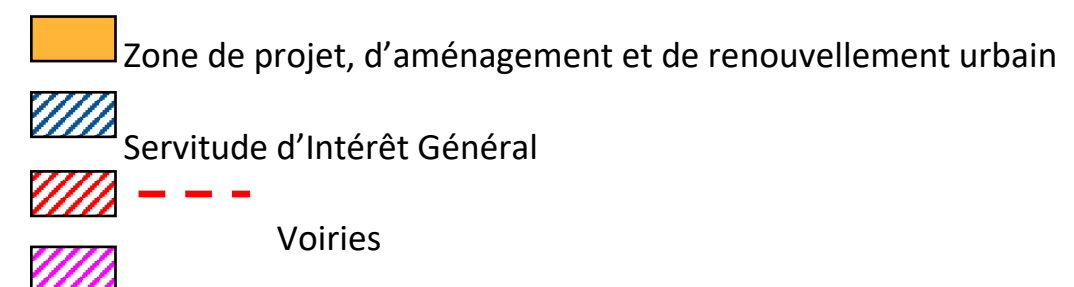 Zone de projet, d’aménagement et de renouvellement urbain
Servitude d’Intérêt Général
Voiries